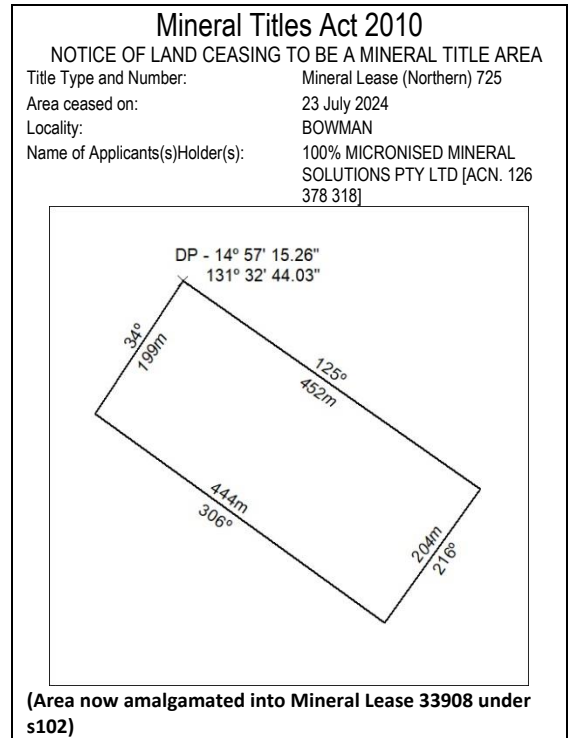 Mineral Titles Act 2010
NOTICE OF LAND CEASING TO BE A MINERAL TITLE AREA
Title Type and Number: Mineral Lease (Northern) 725
Area ceased on: 23 July 2024
Locality: BOWMAN
Name of Applicants(s)Holder(s): 100% MICRONISED MINERAL
SOLUTIONS PTY LTD [ACN. 126
378 318]
DP - 14º 57' 15.26"
131º 32' 44.03"
34º
199m
125º
452m
444m
306º
204m
216º
(Area now amalgamated into Mineral Lease 33908 under
s102)